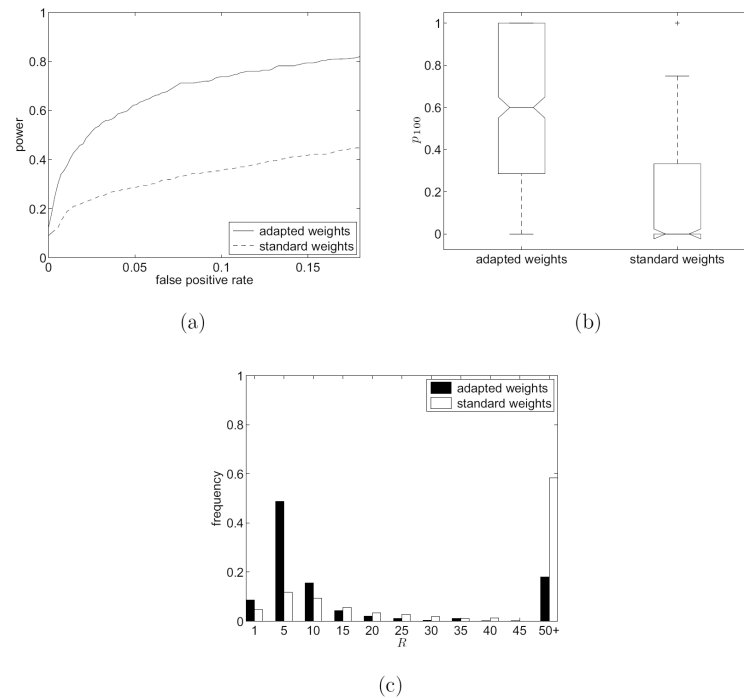 1
0.8
0.6
0.4
0.2
0
power
0 0.05 0.1 0.15
false positive rate
adapted weights
standard weights
(a)
1
0.8
0.6
0.4
0.2
0
p100
adapted weights standard weights
(b)
1
0.8
0.6
0.4
0.2
0
frequency
adapted weights
standard weights
1 5 10 15 20 25 30 35 40 45 50+
R
(c)